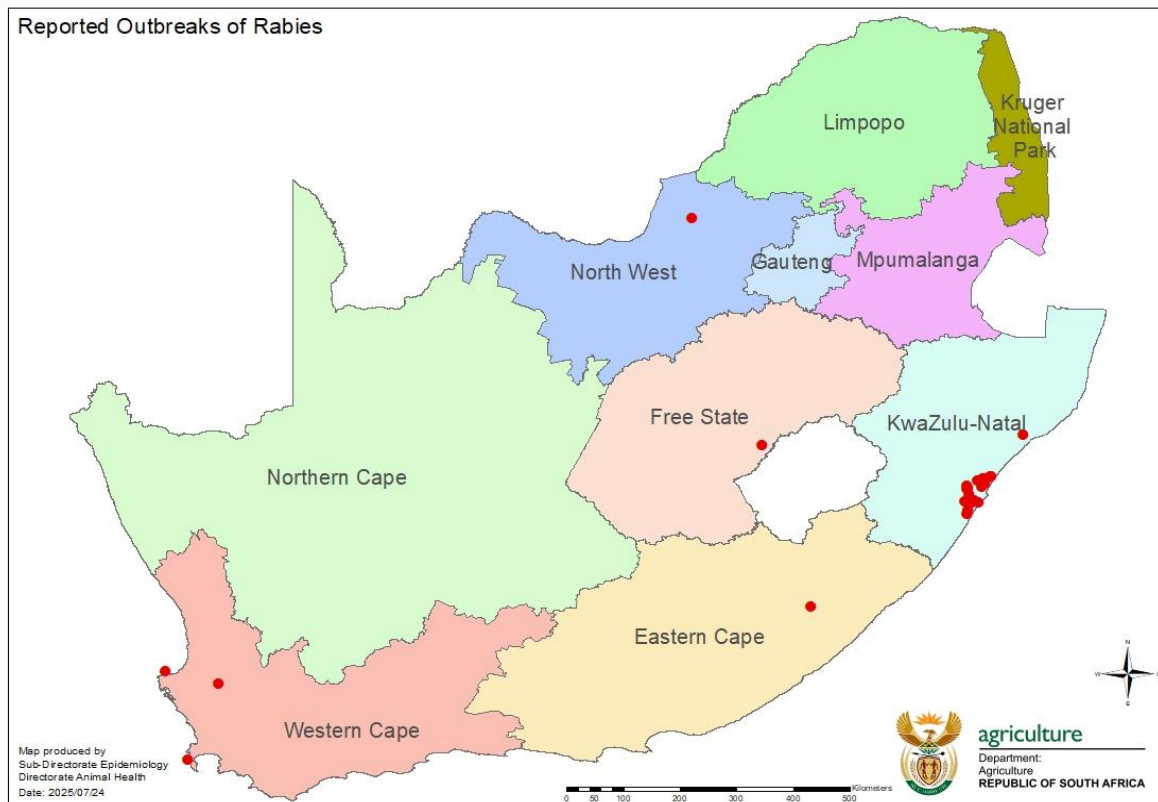 Reported Outbreaks of Rabies
Limpopo
Kruger
National
Park
North West
Gauteng
Mpumalanga
Free State
KwaZulu-Natal
Northern Cape
Eastern Cape
Western Cape
N
W
S
Map produced by
Sub-Directorate Epidemiology
Directorate Animal Health
Date: 2025/07/24
Kilometers
0 50 100 200 300 400 500
agriculture
Department:
Agriculture
REPUBLIC OF SOUTH AFRICA